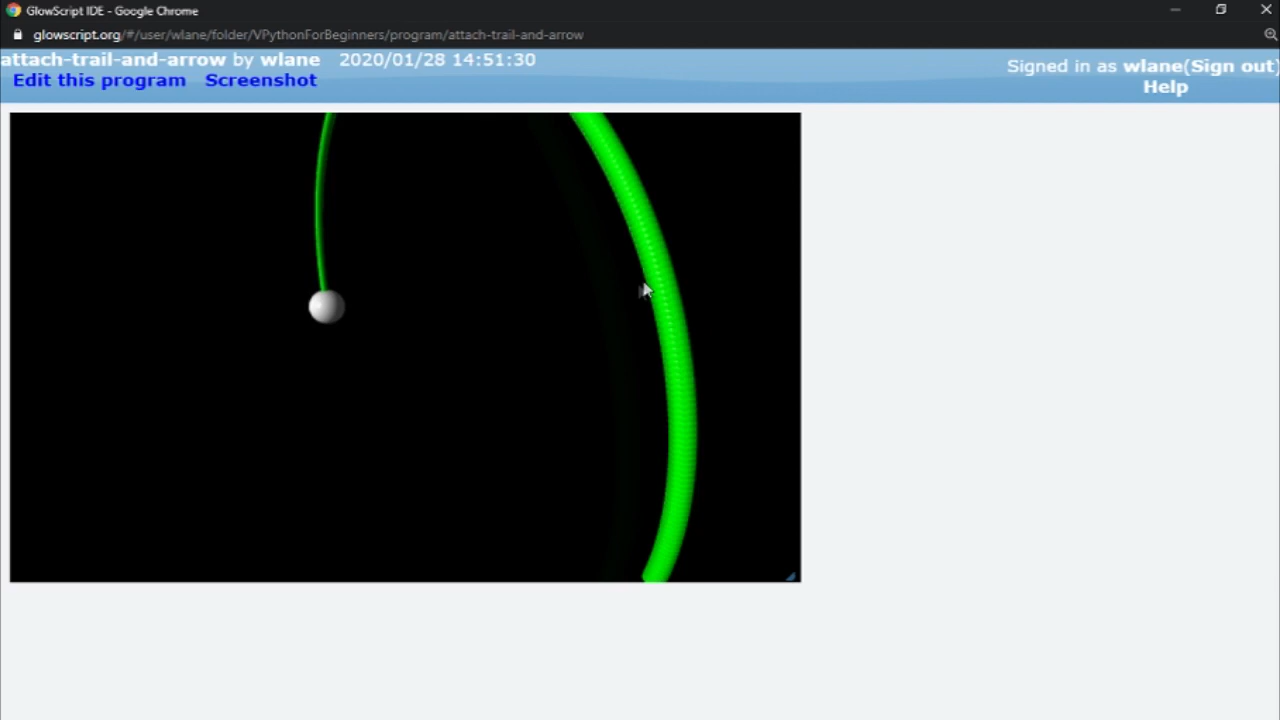 GlowScript IDE - Google Chrome
glowscript.org/#/user/wlane/folder/VPythonForBeginners/program/attach-trail-and-arrow
attach-trail-and-arrow by wlane 2020/01/28 14:51:30
Signed in as wlane(Sign out)
Edit this program Screenshot
Help